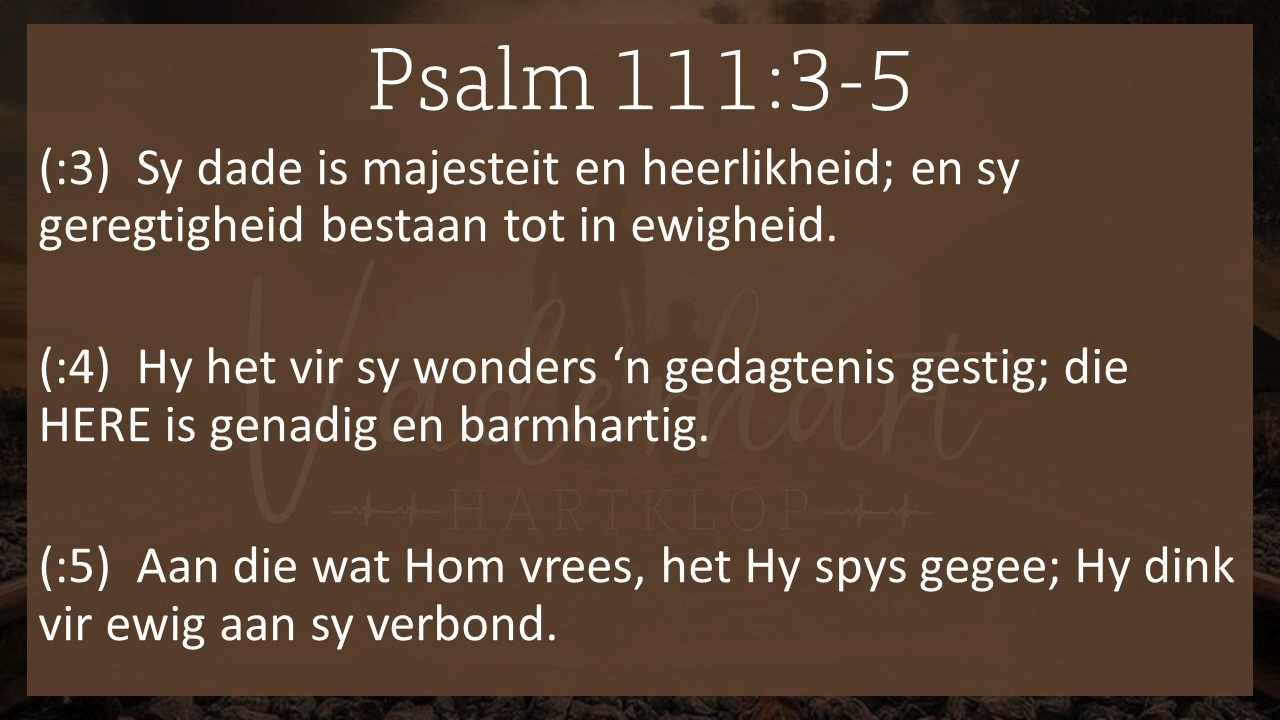 Psalm 111:3-5
(:3)  Sy dade is majesteit en heerlikheid; en sy
geregtigheid bestaan tot in ewigheid.
(:4)  Hy het vir sy wonders ‘n gedagtenis gestig; die
HERE is genadig en barmhartig.
(:5)  Aan die wat Hom vrees, het Hy spys gegee; Hy dink
vir ewig aan sy verbond.
Vaderhart
HARTKLOP